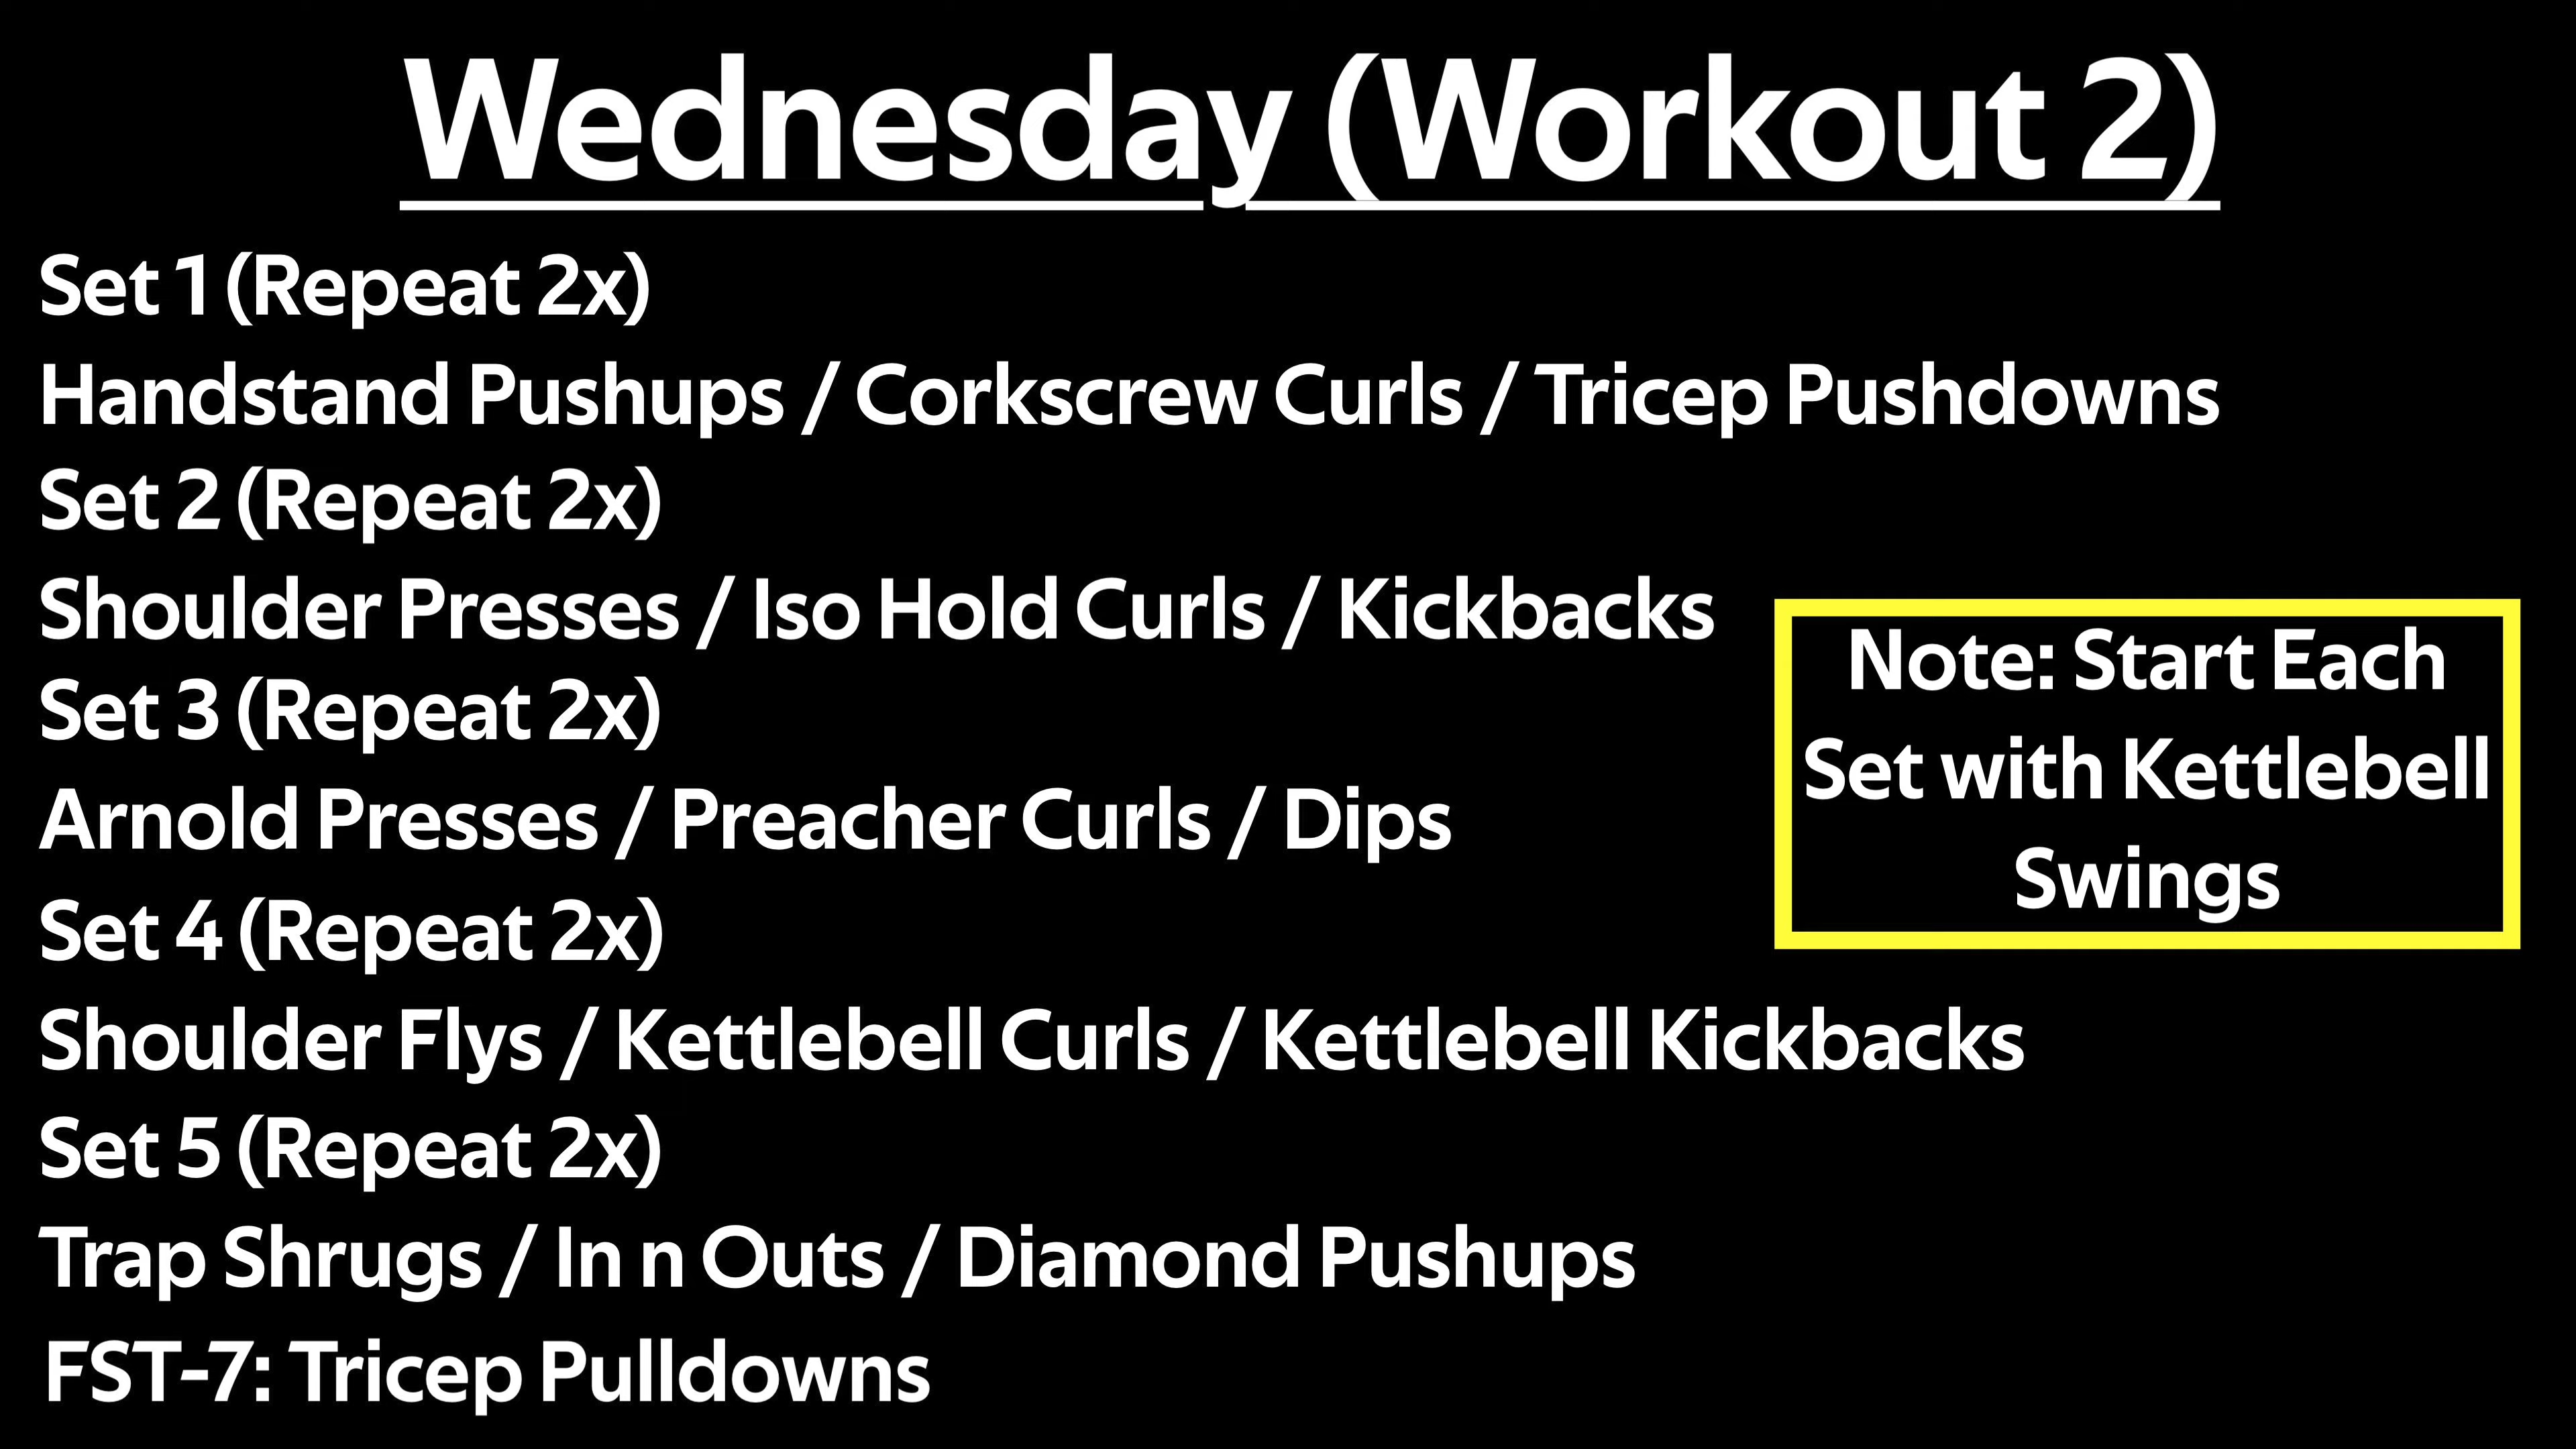 Wednesday (Workout 2)
Set 1 (Repeat 2x)
Handstand Pushups / Corkscrew Curls / Tricep Pushdowns
Set 2 (Repeat 2x)
Shoulder Presses / Iso Hold Curls / Kickbacks
Set 3 (Repeat 2x)
Arnold Presses / Preacher Curls / Dips
Set 4 (Repeat 2x)
Shoulder Flys / Kettlebell Curls / Kettlebell Kickbacks
Set 5 (Repeat 2x)
Trap Shrugs / In n Outs / Diamond Pushups
FST-7: Tricep Pulldowns
Note: Start Each
Set with Kettlebell
Swings